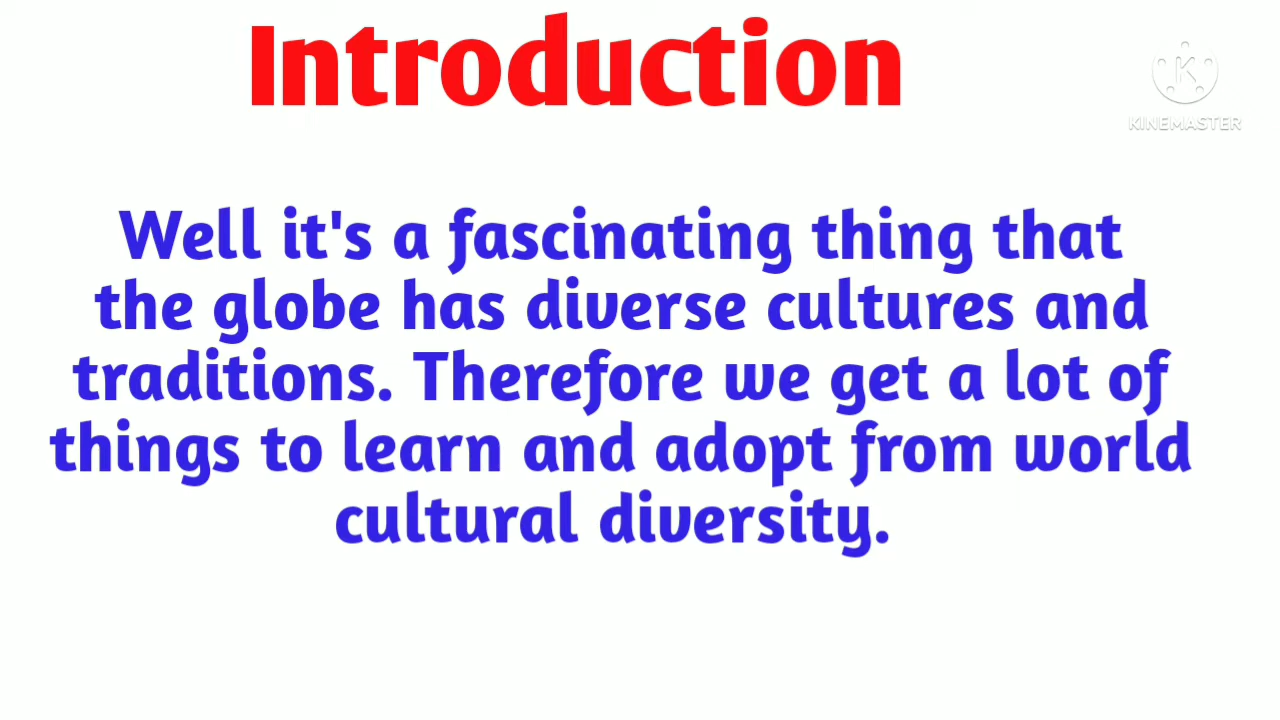 Introduction
K
KINEMASTER
Well it's a fascinating thing that
the globe has diverse cultures and
traditions. Therefore we get a lot of
things to learn and adopt from world
cultural diversity.